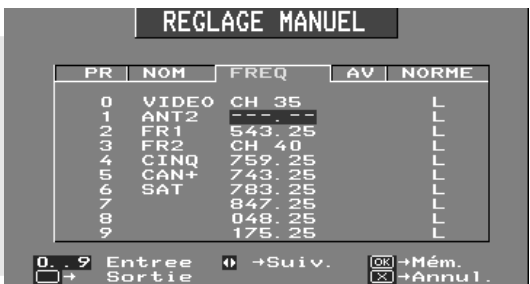 REGLAGE MANUEL
PR NOM FREQ AV NORME
0 VIDEO CH 35 L
1 ANT2 ---.-- L
2 FR1 543.25 L
3 FR2 CH 40 L
4 CINQ 759.25 L
5 CAN+ 743.25 L
6 SAT 783.25 L
7 847.25 L
8 048.25 L
9 175.25 L
0..9 Entree →Suiv. OK →Mém.
→ Sortie X →Annul.